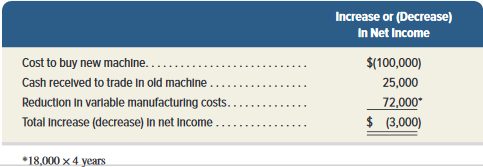 Increase or (Decrease)
in Net Income
Cost to buy new machine. . . . . . . . . . . . . . . . . . . . . . . . . . . $(100,000)
Cash received to trade in old machine . . . . . . . . . . . . . . . . 25,000
Reduction in variable manufacturing costs. . . . . . . . . . . . . 72,000*
Total increase (decrease) in net income . . . . . . . . . . . . . . . $ (3,000)
*18,000 × 4 years